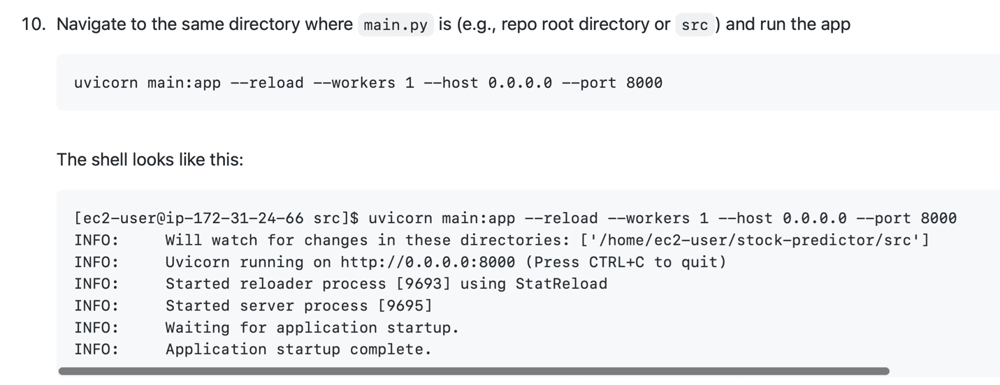 10. Navigate to the same directory where main.py is (e.g., repo root directory or src ) and run the app
uvicorn main:app --reload --workers 1 --host 0.0.0.0 --port 8000
The shell looks like this:
[ec2-user@ip-172-31-24-66 src]$ uvicorn main:app --reload --workers 1 --host 0.0.0.0 --port 8000
INFO:     Will watch for changes in these directories: ['/home/ec2-user/stock-predictor/src']
INFO:     Uvicorn running on http://0.0.0.0:8000 (Press CTRL+C to quit)
INFO:     Started reloader process [9693] using StatReload
INFO:     Started server process [9695]
INFO:     Waiting for application startup.
INFO:     Application startup complete.